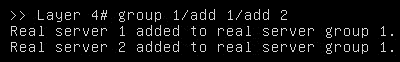 >> Layer 4# group 1/add 1/add 2
Real server 1 added to real server group 1.
Real server 2 added to real server group 1.